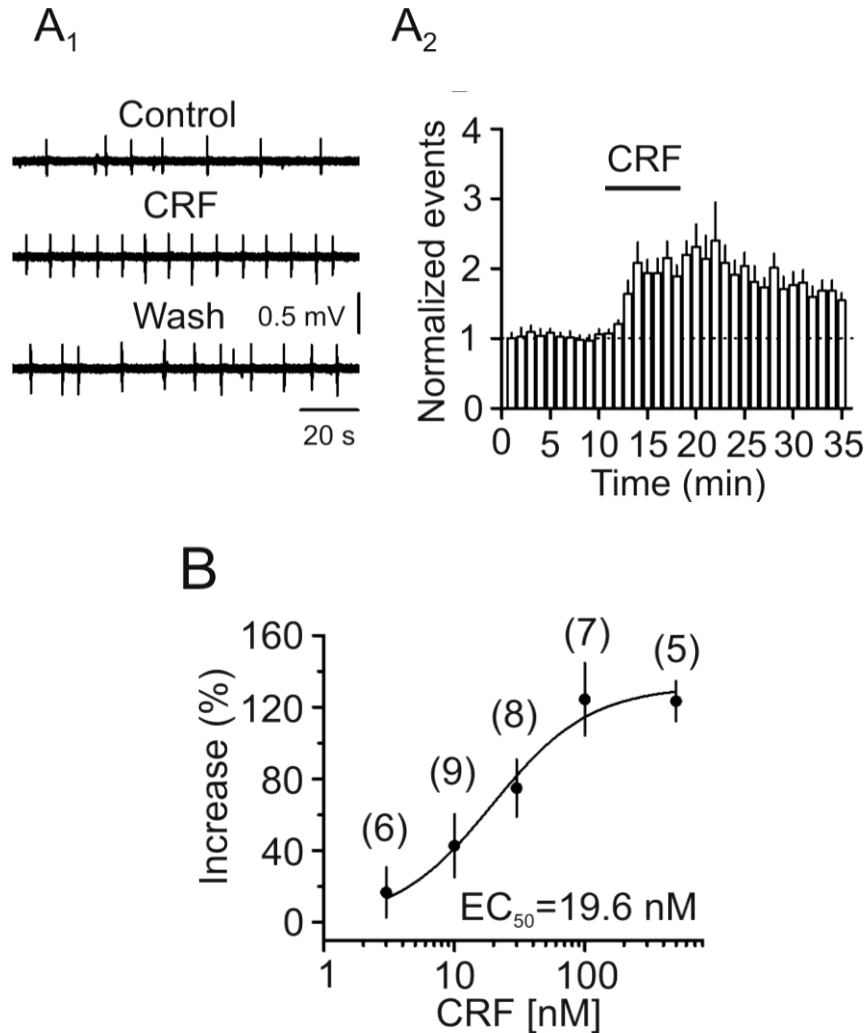 A1
A2
Control
CRF
Wash
0.5 mV
20 s
Normalized events
4
3
2
1
0
CRF
0 5 10 15 20 25 30 35
Time (min)
B
Increase (%)
160
120
80
40
0
(6)
(9)
(8)
(7)
(5)
EC50=19.6 nM
1 10 100
CRF [nM]